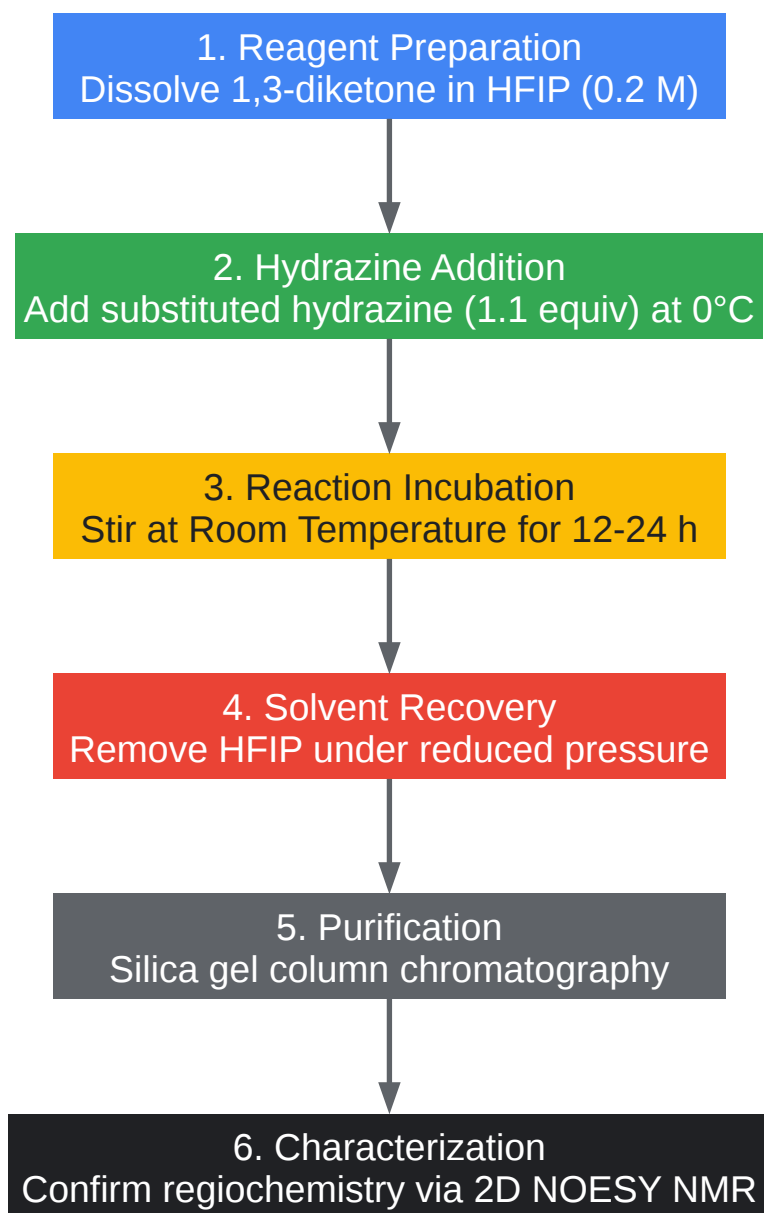 1. Reagent Preparation
Dissolve 1,3-diketone in HFIP (0.2 M)
2. Hydrazine Addition
Add substituted hydrazine (1.1 equiv) at 0°C
3. Reaction Incubation
Stir at Room Temperature for 12-24 h
4. Solvent Recovery
Remove HFIP under reduced pressure
5. Purification
Silica gel column chromatography
6. Characterization
Confirm regiochemistry via 2D NOESY NMR